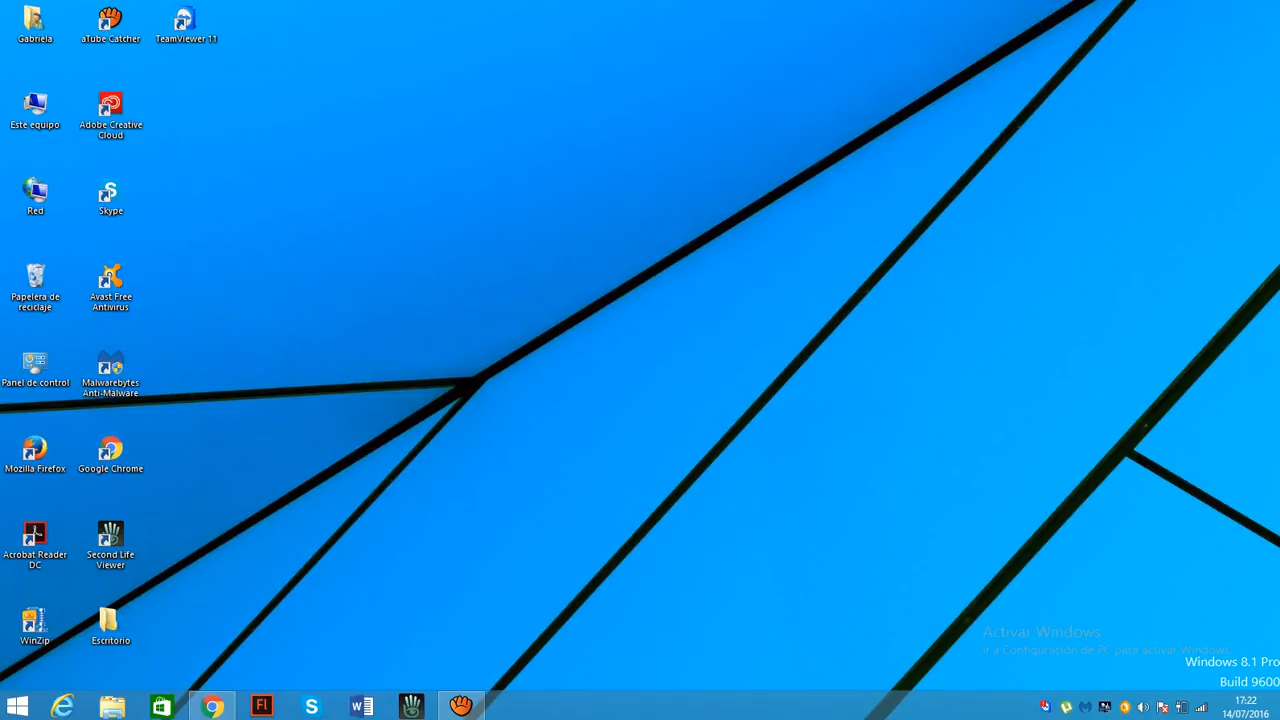 Gabriela
aTube Catcher
TeamViewer 11
Este equipo
Adobe Creative
Cloud
Red
Skype
Papelera de
reciclaje
Avast Free
Antivirus
Panel de control
Malwarebytes
Anti-Malware
Mozilla Firefox
Google Chrome
Acrobat Reader
DC
Second Life
Viewer
WinZip
Escritorio
Activar Windows
Ir a Configuración de PC para activar Windows.
Windows 8.1 Pro
Build 9600
17:22
14/07/2016